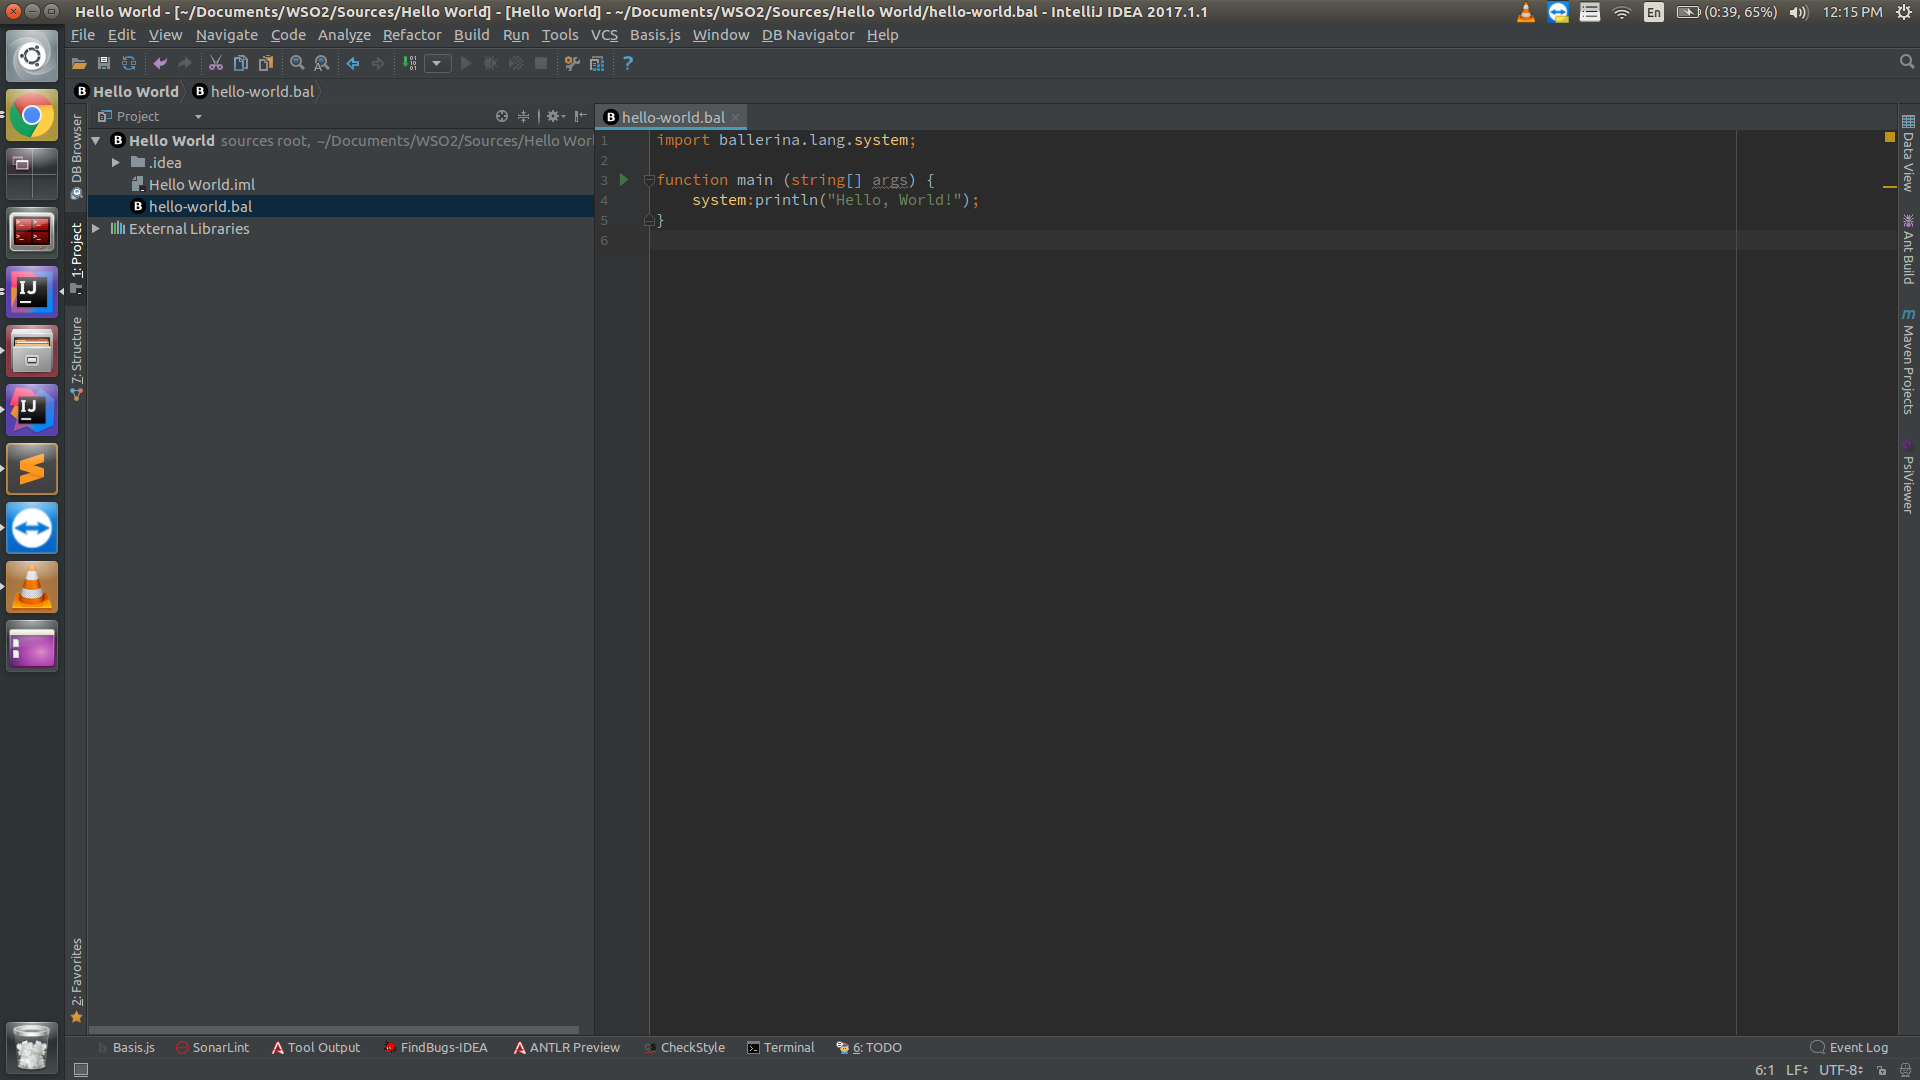 Hello World - [~/Documents/WSO2/Sources/Hello World] - [Hello World] - ~/Documents/WSO2/Sources/Hello World/hello-world.bal - IntelliJ IDEA 2017.1.1
En (0:39, 65%) 12:15 PM
File Edit View Navigate Code Analyze Refactor Build Run Tools VCS Basis.js Window DB Navigator Help
B Hello World B hello-world.bal
Project
B hello-world.bal
B Hello World sources root, ~/Documents/WSO2/Sources/Hello Worl
.idea
Hello World.iml
B hello-world.bal
External Libraries
1 import ballerina.lang.system;
2
3 function main (string[] args) {
4 system:println("Hello, World!");
5 }
6
DB Browser
1: Project
7: Structure
2: Favorites
Data View
Ant Build
m Maven Projects
PsiViewer
IJ
IJ
b Basis.js SonarLint Tool Output FindBugs-IDEA ANTLR Preview CS CheckStyle Terminal 6: TODO Event Log
6:1 LF UTF-8